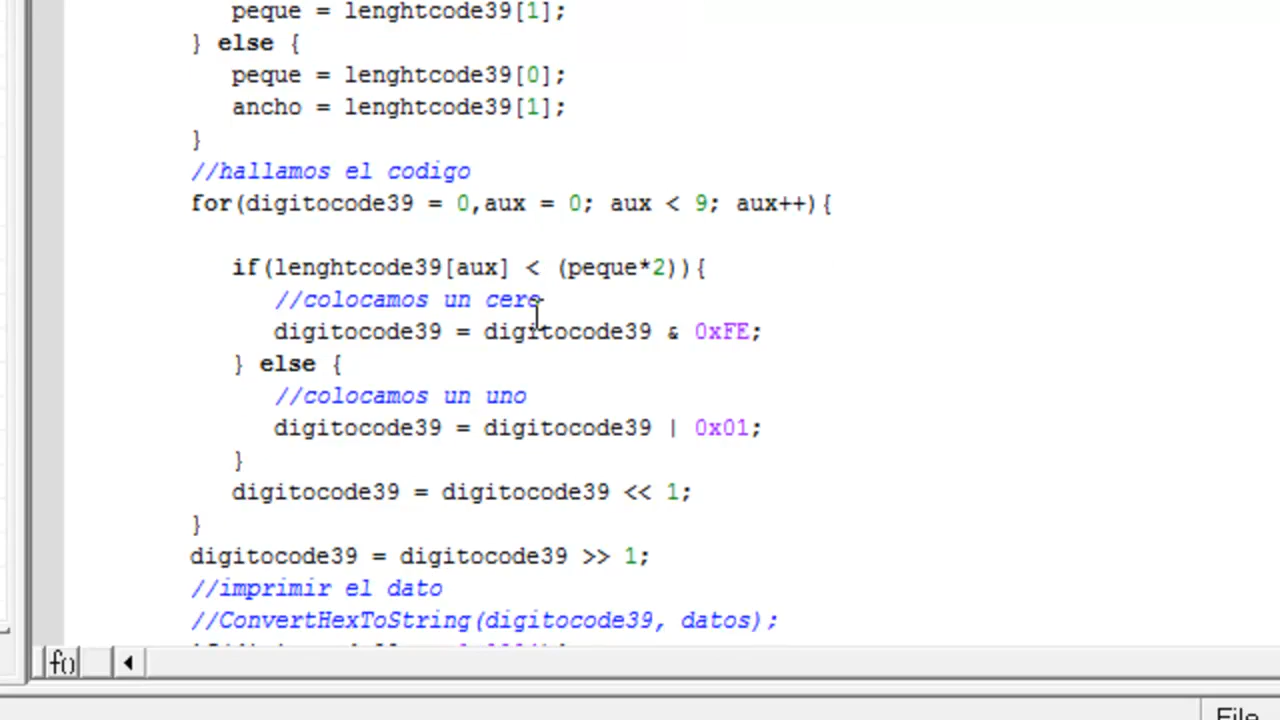 peque = lenghtcode39[1];
} else {
peque = lenghtcode39[0];
ancho = lenghtcode39[1];
}
//hallamos el codigo
for(digitocode39 = 0,aux = 0; aux < 9; aux++){
if(lenghtcode39[aux] < (peque*2)){
//colocamos un cero
digitocode39 = digitocode39 & 0xFE;
} else {
//colocamos un uno
digitocode39 = digitocode39 | 0x01;
}
digitocode39 = digitocode39 << 1;
}
digitocode39 = digitocode39 >> 1;
//imprimir el dato
//ConvertHexToString(digitocode39, datos);
f()
File